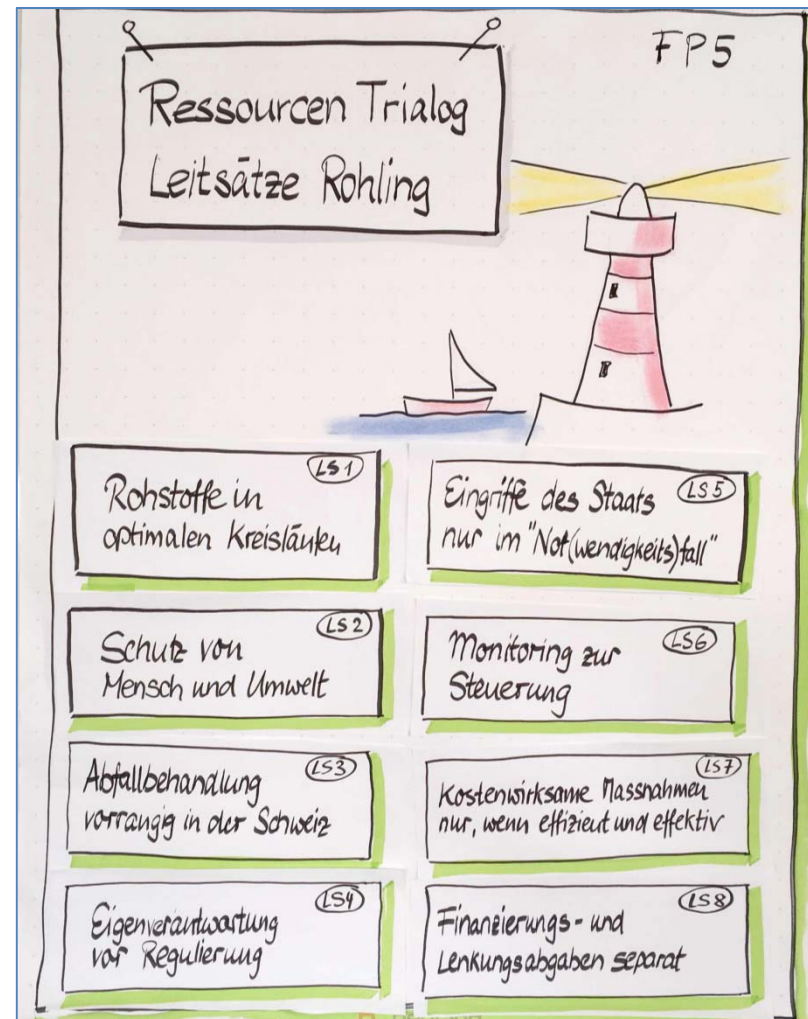 FP5
Ressourcen Trialog
Leitsätze Rohling
LS1
Rohstoffe in
optimalen Kreisläufen
LS2
Schutz von
Mensch und Umwelt
LS3
Abfallbehandlung
vorrangig in der Schweiz
LS4
Eigenverantwortung
vor Regulierung
LS5
Eingriffe des Staats
nur im "Not(wendigkeits)fall"
LS6
Monitoring zur
Steuerung
LS7
Kostenwirksame Massnahmen
nur, wenn effizient und effektiv
LS8
Finanzierungs- und
Lenkungsabgaben separat